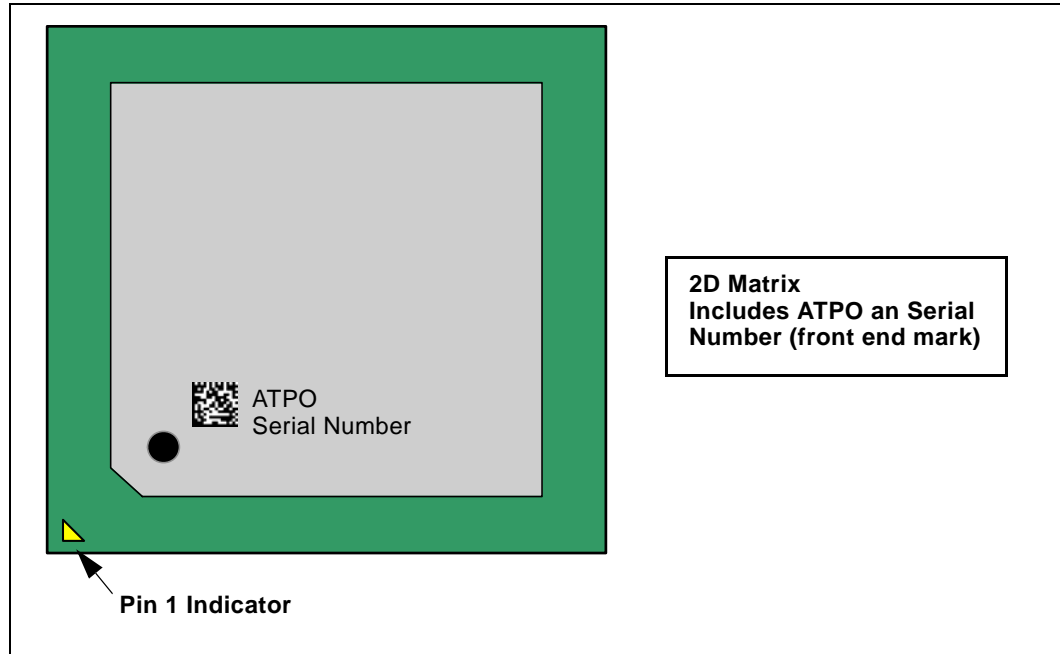 ATPO
Serial Number
2D Matrix
Includes ATPO an Serial
Number (front end mark)
Pin 1 Indicator